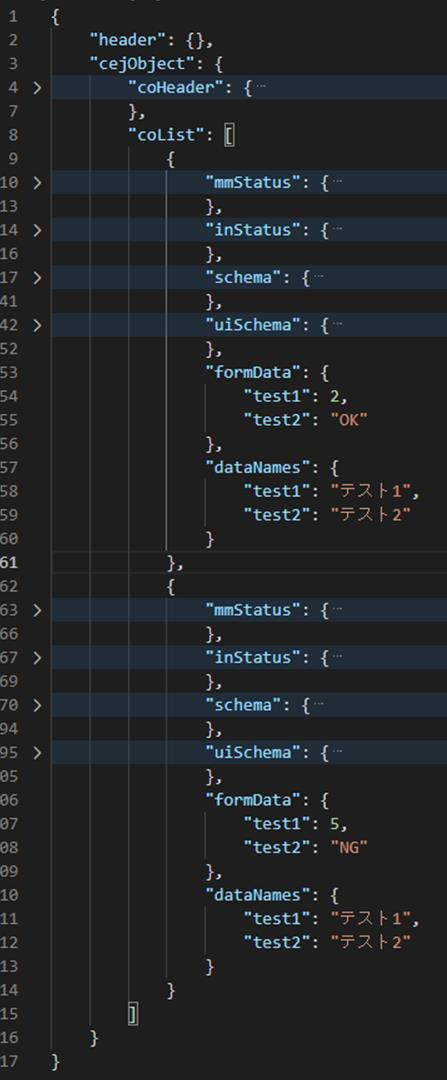 1 {
2 "header": {},
3 "cejObject": {
4 > "coHeader": { ···
7 },
8 "coList": [
9 {
10 > "mmStatus": { ···
13 },
14 > "inStatus": { ···
16 },
17 > "schema": { ···
41 },
42 > "uiSchema": { ···
52 },
53 "formData": {
54 "test1": 2,
55 "test2": "OK"
56 },
57 "dataNames": {
58 "test1": "テスト1",
59 "test2": "テスト2"
60 }
61 },
62 {
63 > "mmStatus": { ···
66 },
67 > "inStatus": { ···
69 },
70 > "schema": { ···
94 },
95 > "uiSchema": { ···
05 },
06 "formData": {
07 "test1": 5,
08 "test2": "NG"
09 },
10 "dataNames": {
11 "test1": "テスト1",
12 "test2": "テスト2"
13 }
14 }
15 ]
16 }
17 }